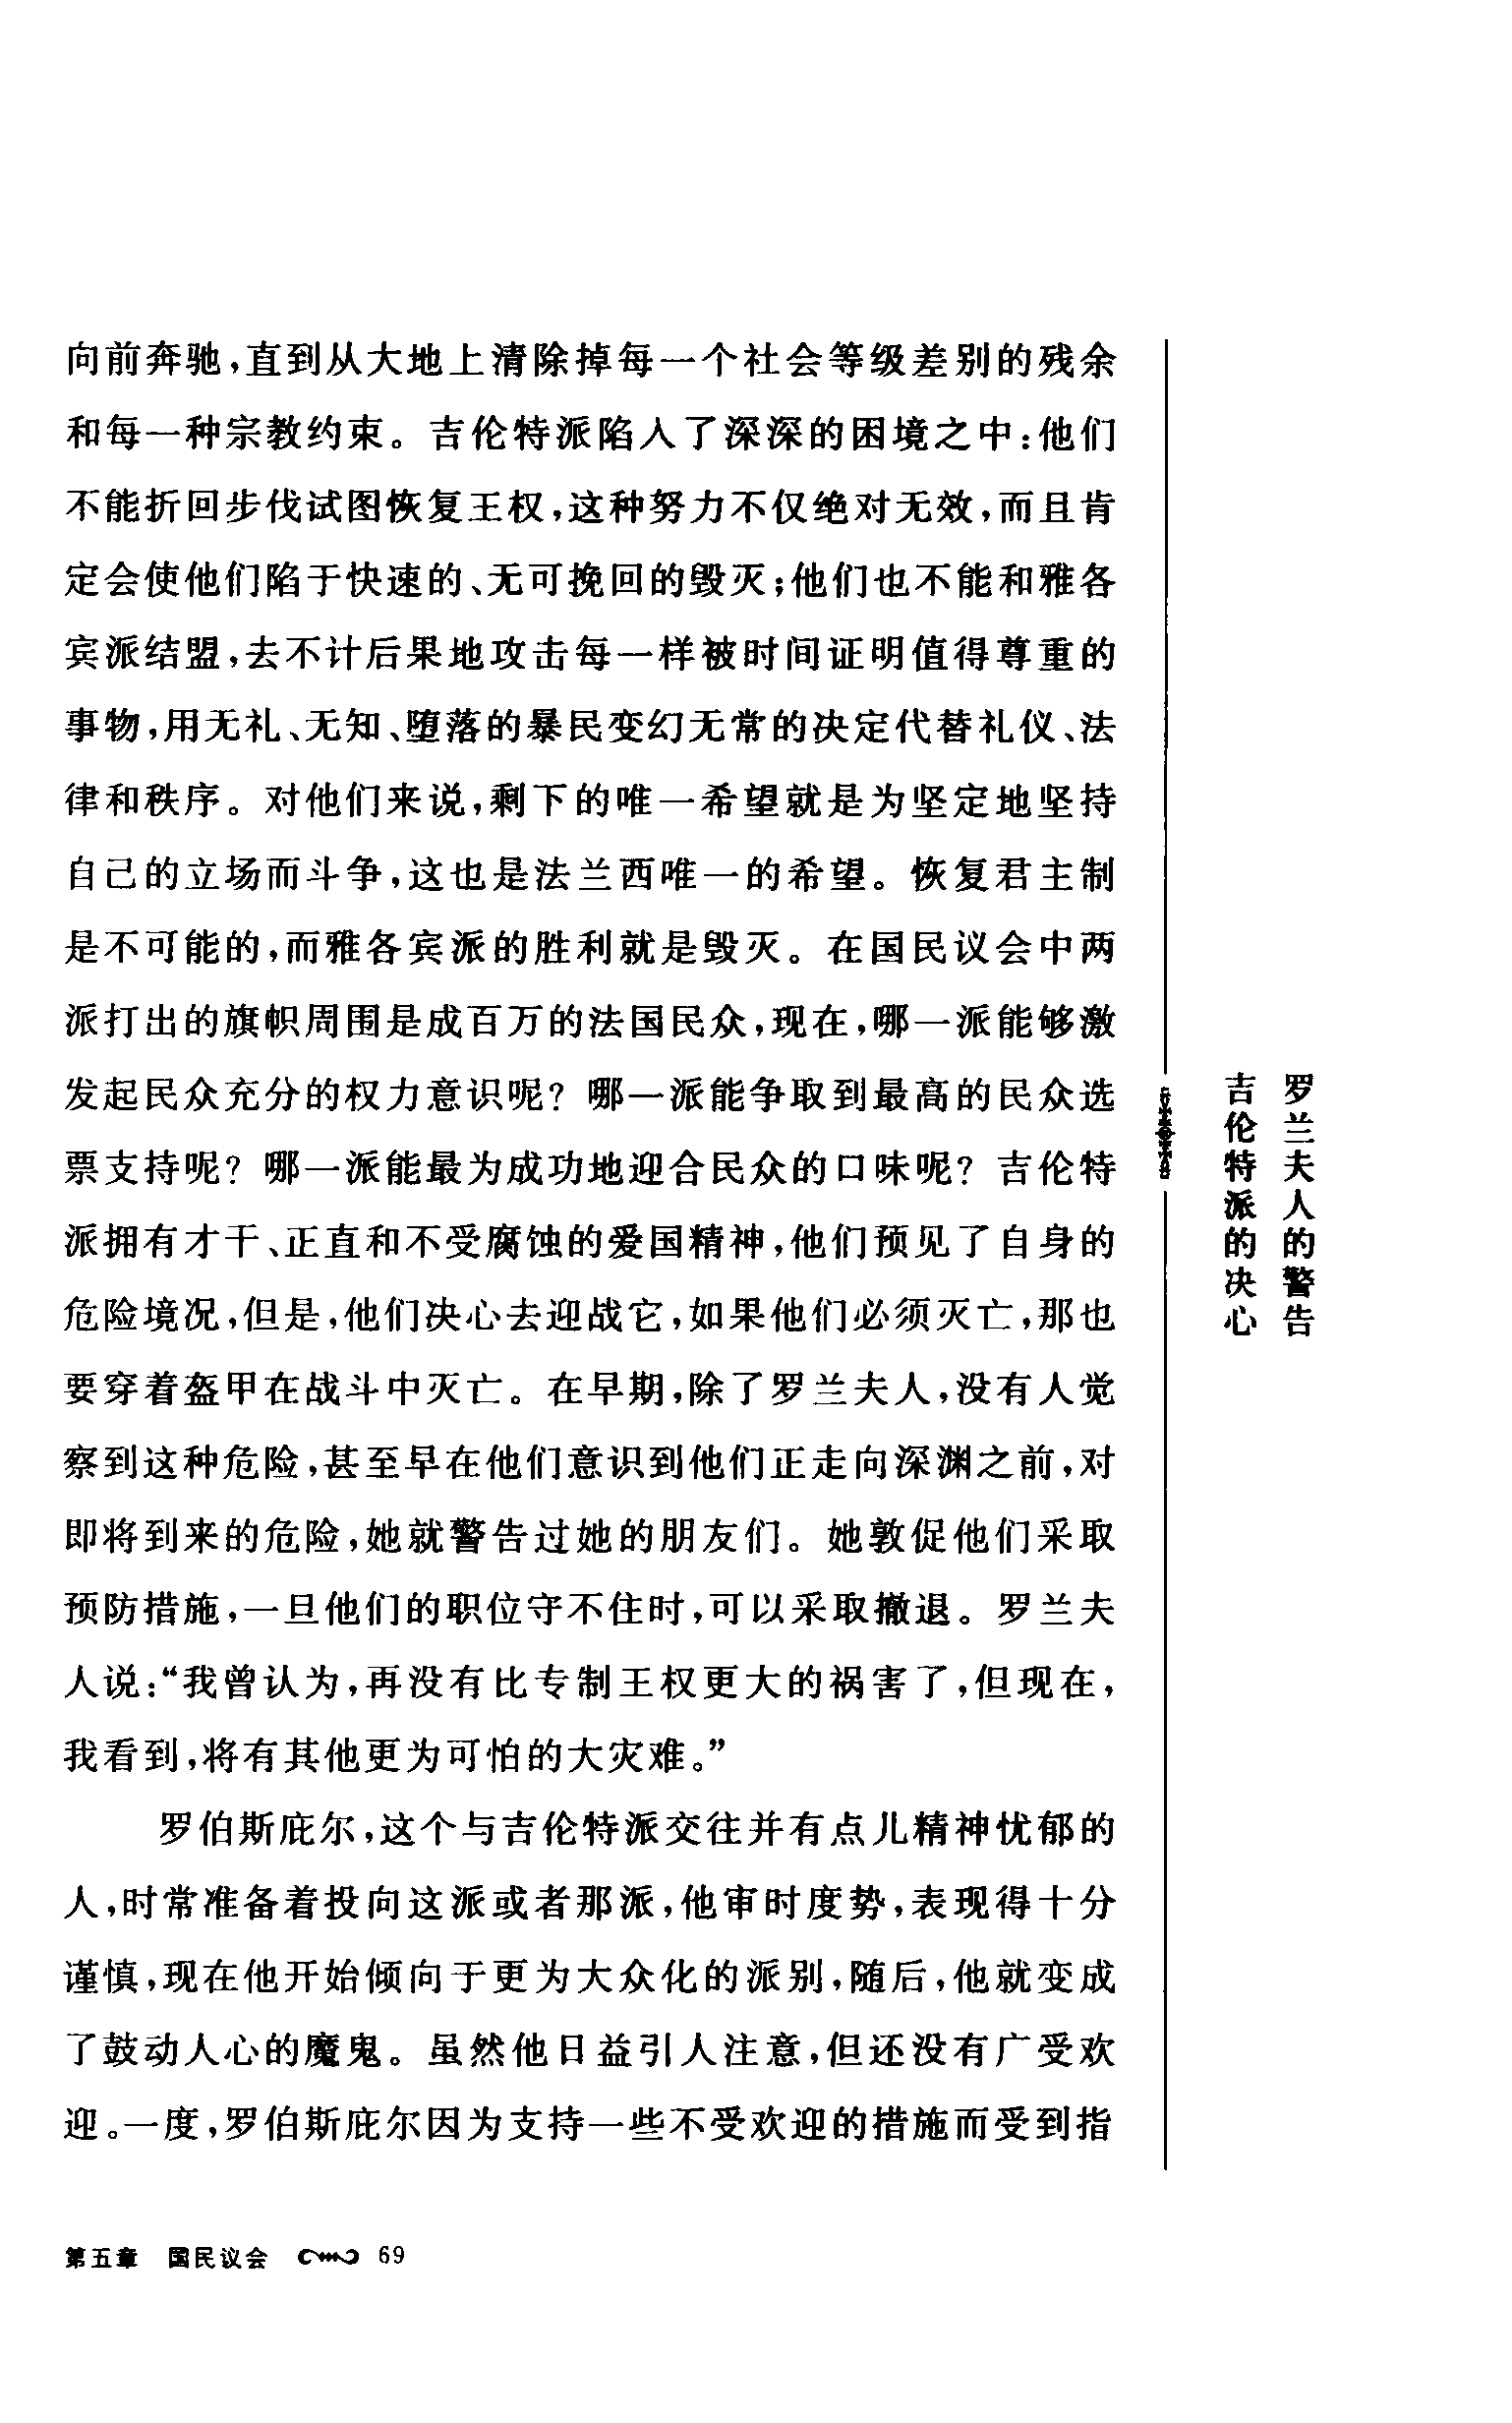 向前奔驰，直到从大地上清除掉每一个社会等级差别的残余
和每一种宗教约束。吉伦特派陷入了深深的困境之中：他们
不能折回步伐试图恢复王权，这种努力不仅绝对无效，而且肯
定会使他们陷于快速的、无可挽回的毁灭；他们也不能和雅各
宾派结盟，去不计后果地攻击每一样被时间证明值得尊重的
事物，用无礼、无知、堕落的暴民变幻无常的决定代替礼仪、法
律和秩序。对他们来说，剩下的唯一希望就是为坚定地坚持
自己的立场而斗争，这也是法兰西唯一的希望。恢复君主制
是不可能的，而雅各宾派的胜利就是毁灭。在国民议会中两
派打出的旗帜周围是成百万的法国民众，现在，哪一派能够激
发起民众充分的权力意识呢？哪一派能争取到最高的民众选
票支持呢？哪一派能最为成功地迎合民众的口味呢？吉伦特
派拥有才干、正直和不受腐蚀的爱国精神，他们预见了自身的
危险境况，但是，他们决心去迎战它，如果他们必须灭亡，那也
要穿着盔甲在战斗中灭亡。在早期，除了罗兰夫人，没有人觉
察到这种危险，甚至早在他们意识到他们正走向深渊之前，对
即将到来的危险，她就警告过她的朋友们。她敦促他们采取
预防措施，一旦他们的职位守不住时，可以采取撤退。罗兰夫
人说：“我曾认为，再没有比专制王权更大的祸害了，但现在，
我看到，将有其他更为可怕的大灾难。”
罗伯斯庇尔，这个与吉伦特派交往并有点儿精神忧郁的
人，时常准备着投向这派或者那派，他审时度势，表现得十分
谨慎，现在他开始倾向于更为大众化的派别，随后，他就变成
了鼓动人心的魔鬼。虽然他日益引人注意，但还没有广受欢
迎。一度，罗伯斯庇尔因为支持一些不受欢迎的措施而受到指
罗兰夫人的警告
吉伦特派的决心
第五章 国民议会 69